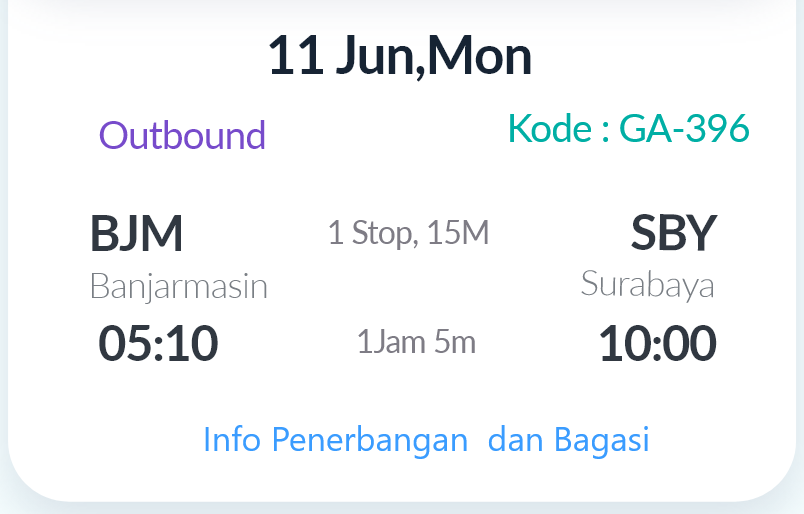 11 Jun,Mon
Outbound
Kode : GA-396
BJM
1 Stop, 15M
SBY
Banjarmasin
Surabaya
05:10
1Jam 5m
10:00
Info Penerbangan dan Bagasi